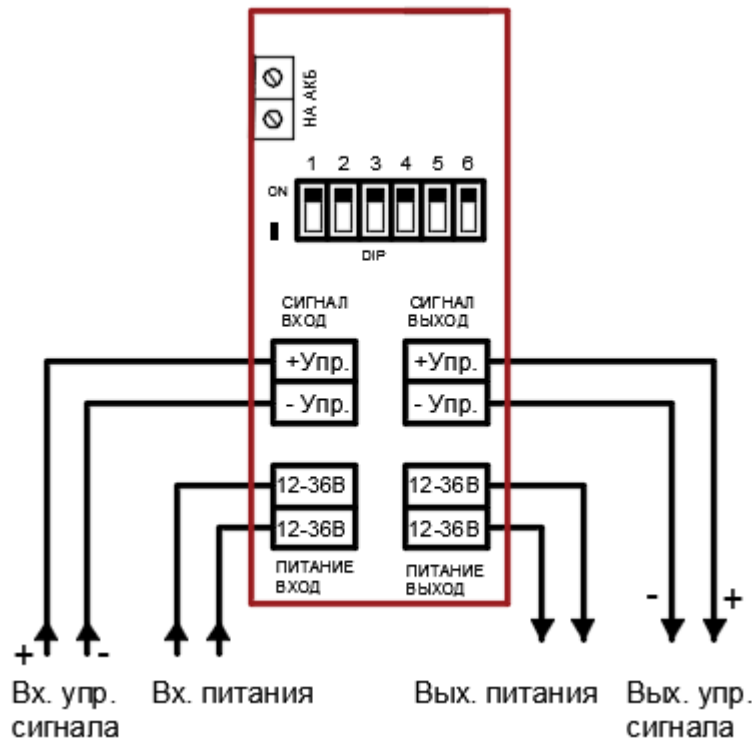 НА АКБ
1 2 3 4 5 6
ON
DIP
СИГНАЛ
ВХОД
СИГНАЛ
ВЫХОД
+Упр.
+Упр.
- Упр.
- Упр.
12-36В
12-36В
12-36В
12-36В
ПИТАНИЕ
ВХОД
ПИТАНИЕ
ВЫХОД
- +
+ -
Вх. упр.
сигнала
Вх. питания
Вых. питания
Вых. упр.
сигнала